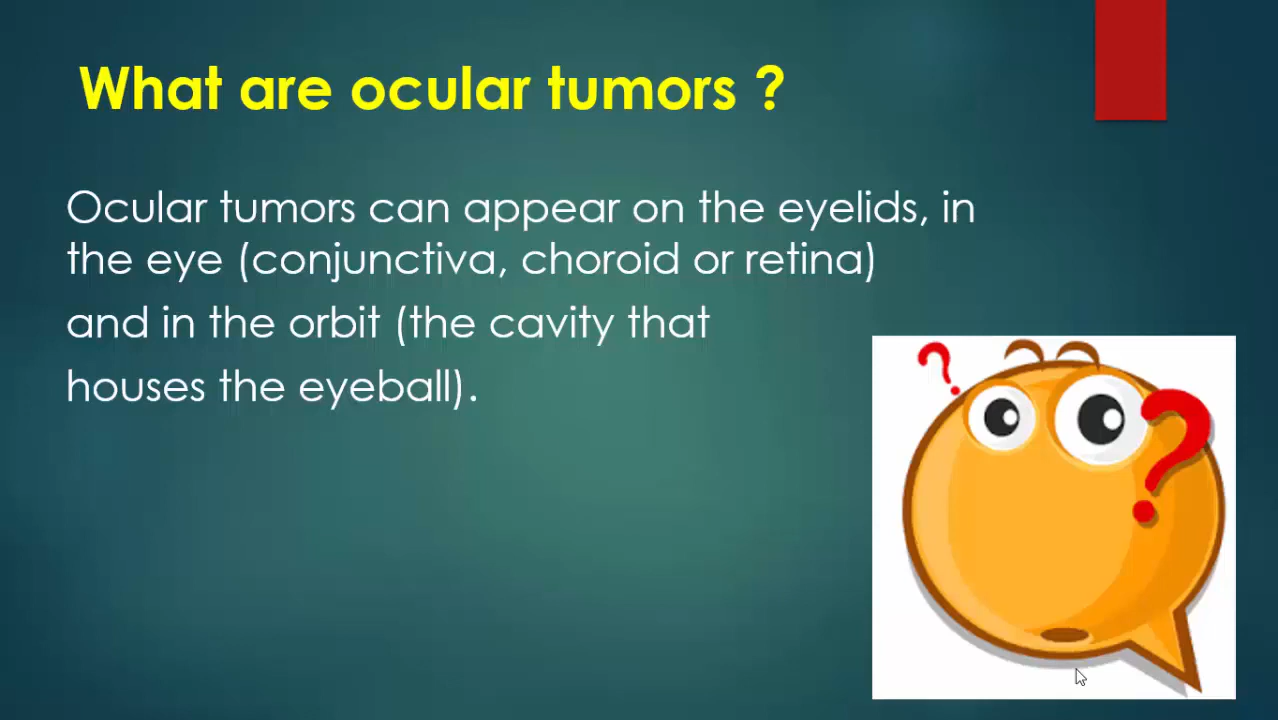 What are ocular tumors ?
Ocular tumors can appear on the eyelids, in
the eye (conjunctiva, choroid or retina)
and in the orbit (the cavity that
houses the eyeball).
?
?